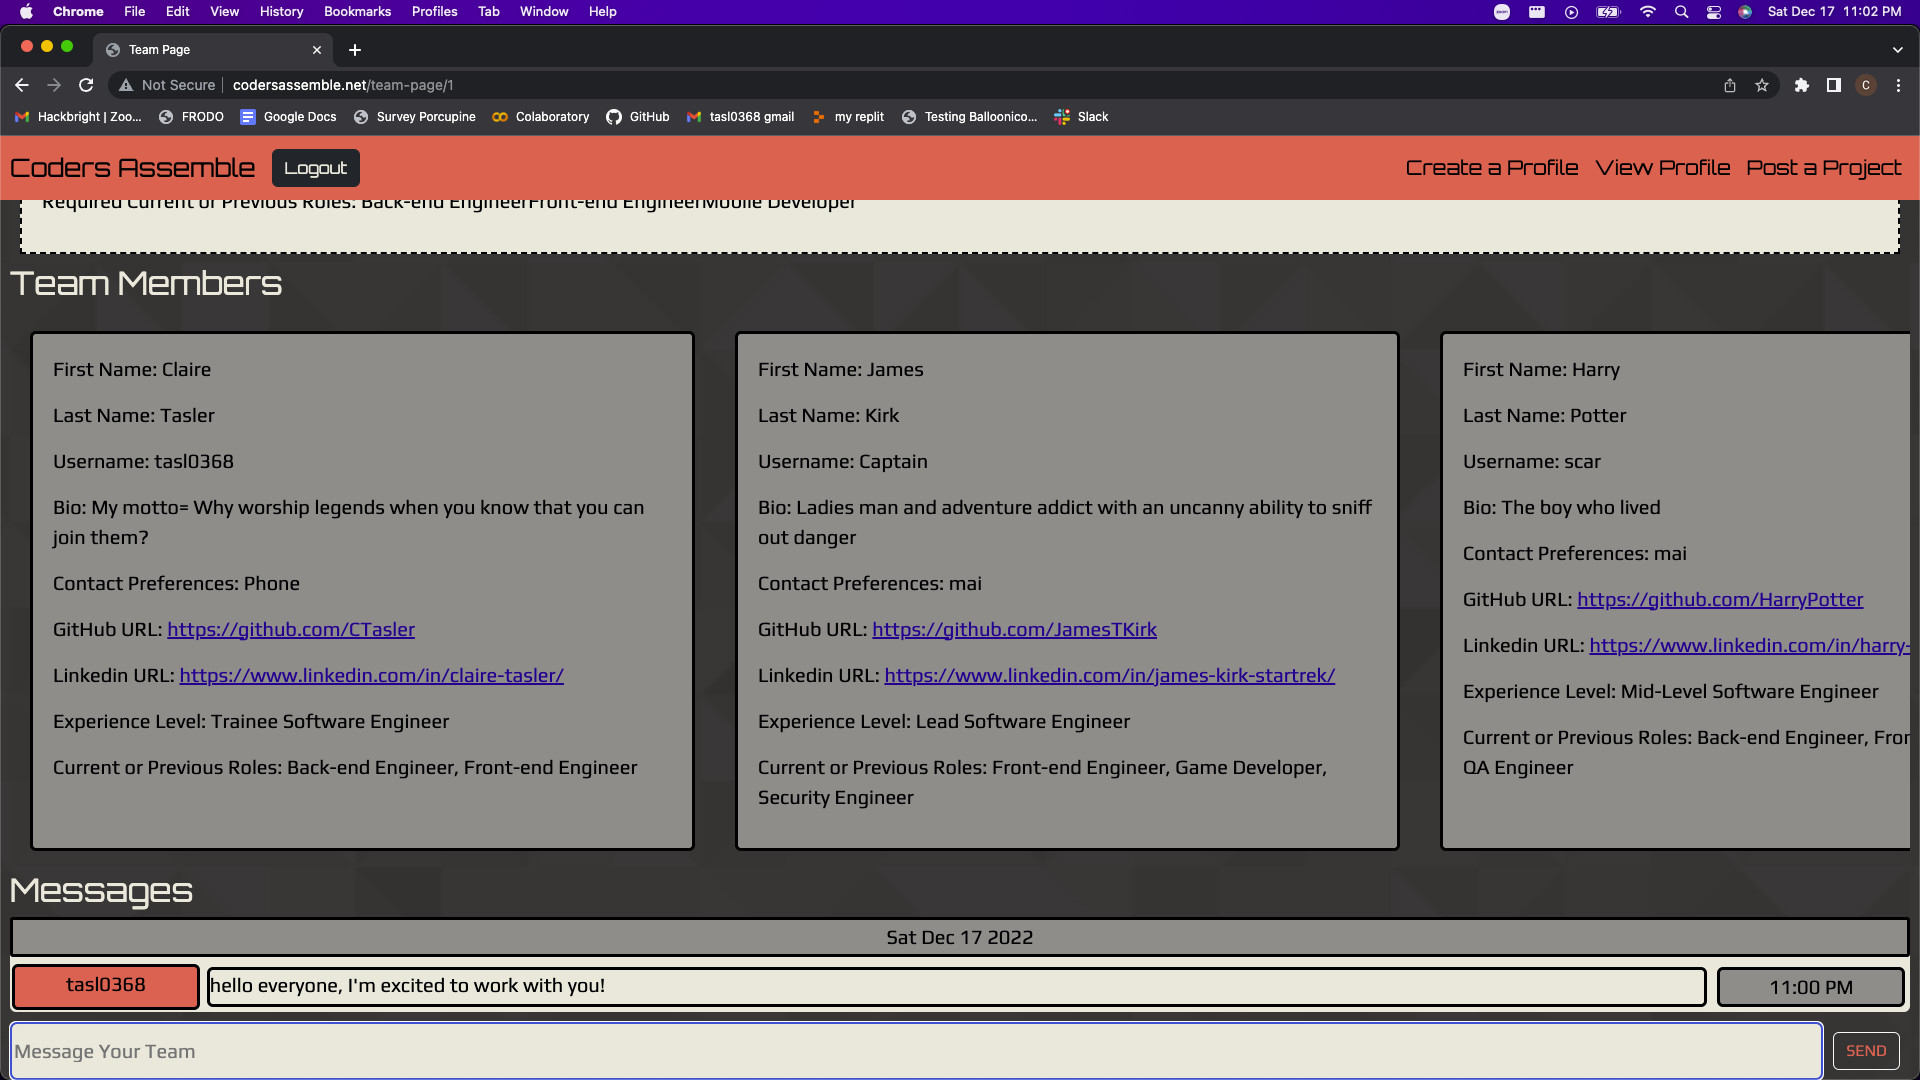 Chrome File Edit View History Bookmarks Profiles Tab Window Help
zoom
Sat Dec 17 11:02 PM
Team Page
Not Secure codersassemble.net/team-page/1
C
Hackbright | Zoo... FRODO Google Docs Survey Porcupine Colaboratory GitHub tasl0368 gmail my replit Testing Balloonico... Slack
Coders Assemble Logout Create a Profile View Profile Post a Project
Required Current or Previous Roles: Back-end EngineerFront-end EngineerMobile Developer
Team Members
First Name: Claire
Last Name: Tasler
Username: tasl0368
Bio: My motto= Why worship legends when you know that you can
join them?
Contact Preferences: Phone
GitHub URL: https://github.com/CTasler
Linkedin URL: https://www.linkedin.com/in/claire-tasler/
Experience Level: Trainee Software Engineer
Current or Previous Roles: Back-end Engineer, Front-end Engineer
First Name: James
Last Name: Kirk
Username: Captain
Bio: Ladies man and adventure addict with an uncanny ability to sniff
out danger
Contact Preferences: mai
GitHub URL: https://github.com/JamesTKirk
Linkedin URL: https://www.linkedin.com/in/james-kirk-startrek/
Experience Level: Lead Software Engineer
Current or Previous Roles: Front-end Engineer, Game Developer,
Security Engineer
First Name: Harry
Last Name: Potter
Username: scar
Bio: The boy who lived
Contact Preferences: mai
GitHub URL: https://github.com/HarryPotter
Linkedin URL: https://www.linkedin.com/in/harry-
Experience Level: Mid-Level Software Engineer
Current or Previous Roles: Back-end Engineer, Fror
QA Engineer
Messages
Sat Dec 17 2022
tasl0368 hello everyone, I'm excited to work with you! 11:00 PM
Message Your Team SEND